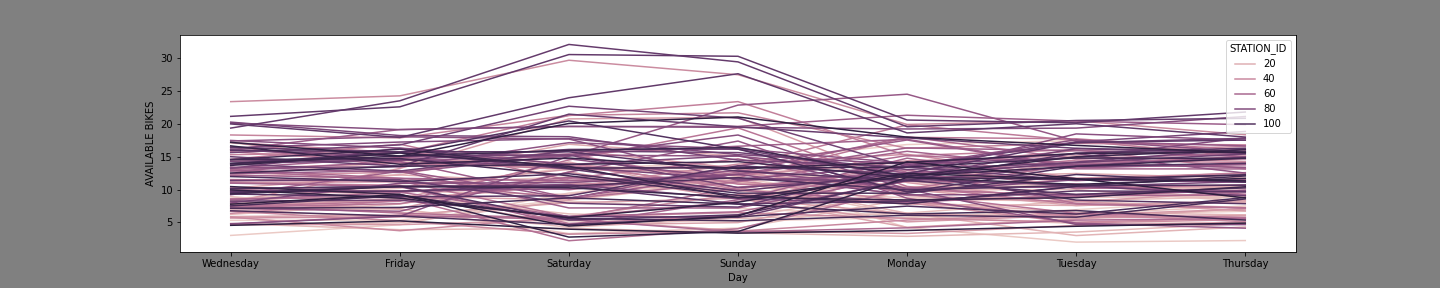 STATION_ID
20
40
60
80
100
30
25
20
15
10
5
AVAILABLE BIKES
Wednesday Friday Saturday Sunday Monday Tuesday Thursday
Day